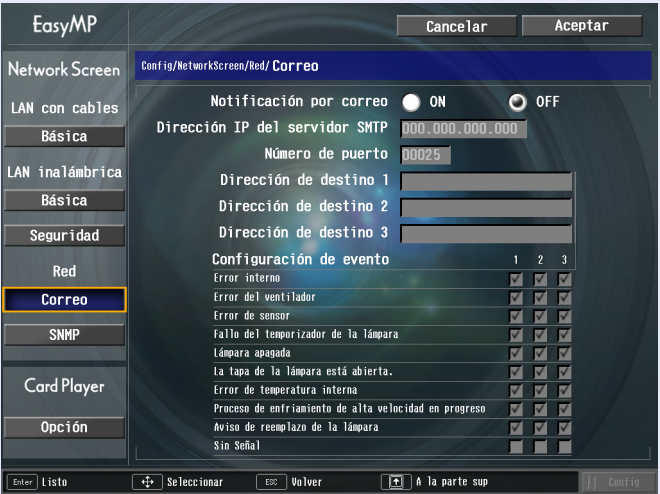 EasyMP
Cancelar
Aceptar
Network Screen
Config/NetworkScreen/Red/Correo
LAN con cables
Básica
LAN inalámbrica
Básica
Seguridad
Red
Correo
SNMP
Card Player
Opción
Notificación por correo ON OFF
Dirección IP del servidor SMTP 000.000.000.000
Número de puerto 00025
Dirección de destino 1
Dirección de destino 2
Dirección de destino 3
Configuración de evento 1 2 3
Error interno
Error del ventilador
Error de sensor
Fallo del temporizador de la lámpara
Lámpara apagada
La tapa de la lámpara está abierta.
Error de temperatura interna
Proceso de enfriamiento de alta velocidad en progreso
Aviso de reemplazo de la lámpara
Sin Señal
Enter Listo Seleccionar ESC Volver A la parte sup Config